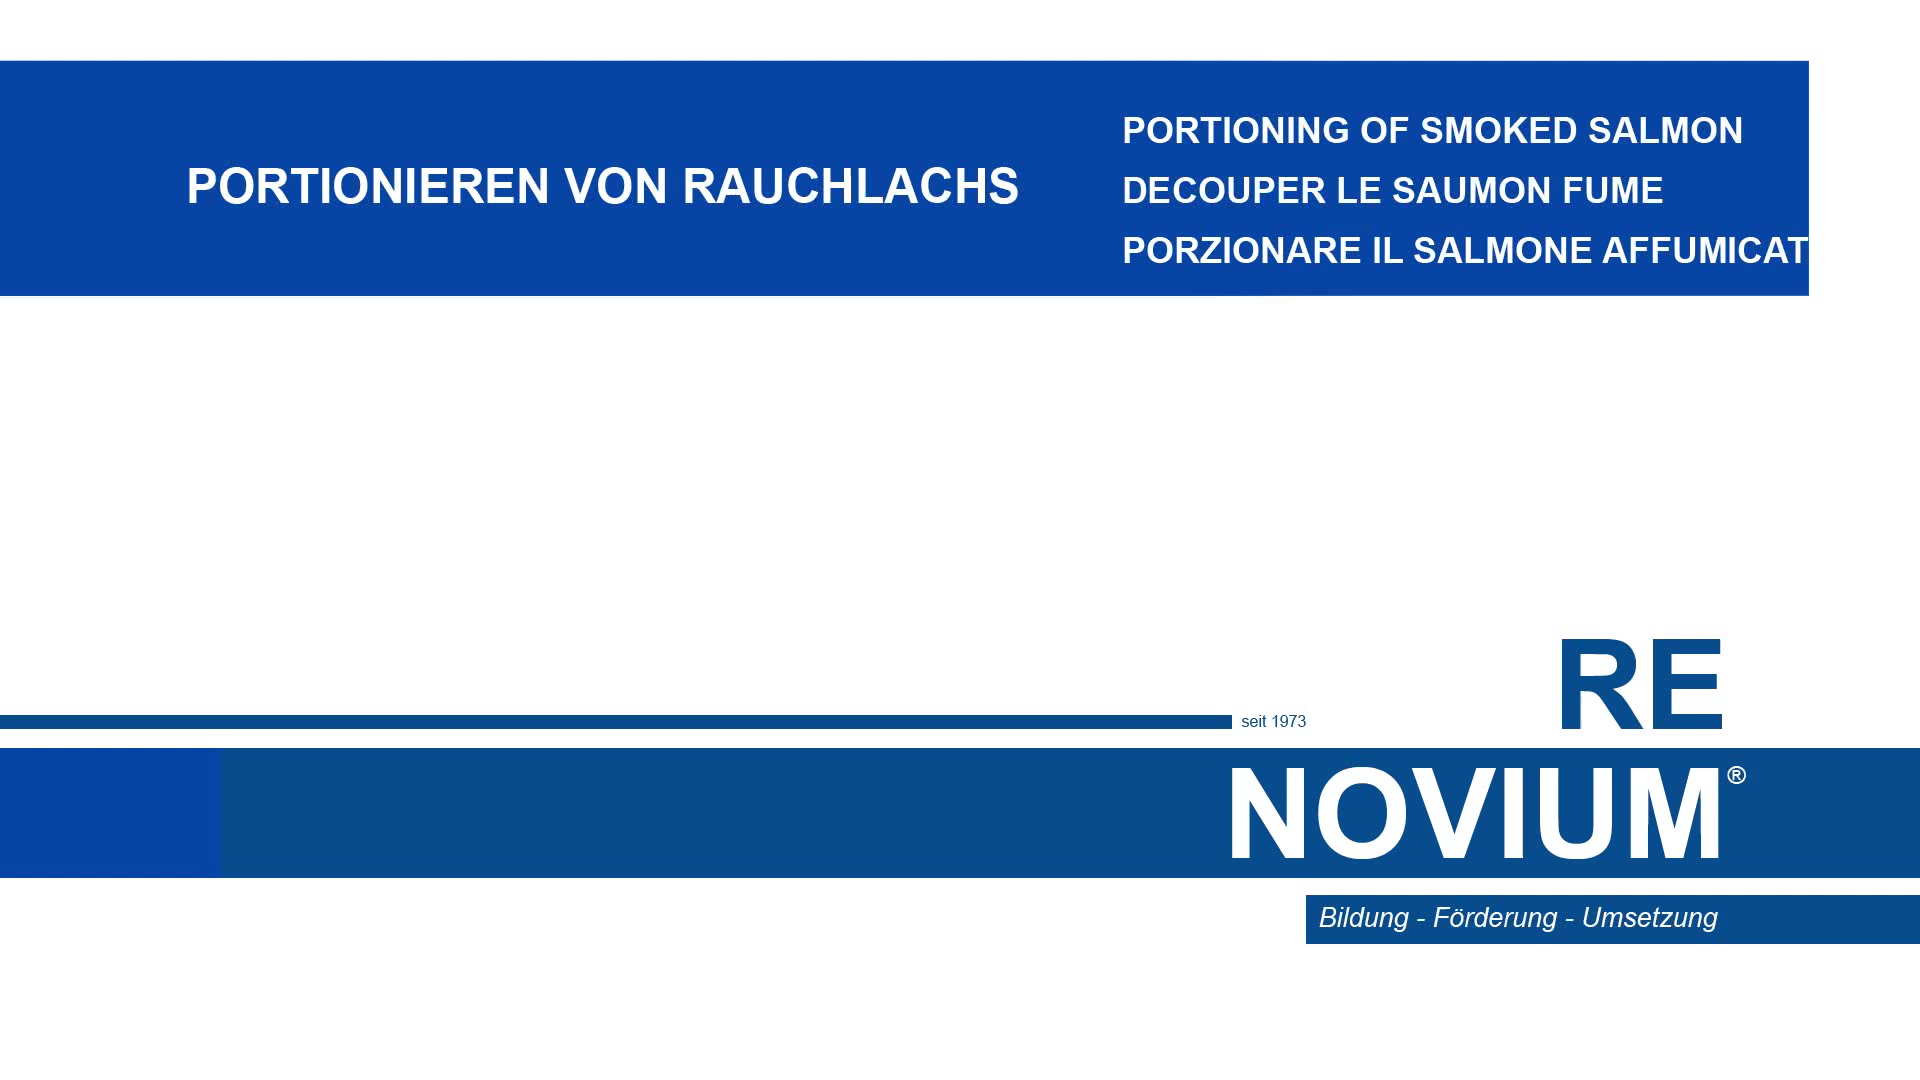 PORTIONIEREN VON RAUCHLACHS
PORTIONING OF SMOKED SALMON
DECOUPER LE SAUMON FUME
PORZIONARE IL SALMONE AFFUMICAT
RE
seit 1973
NOVIUM®
Bildung - Förderung - Umsetzung